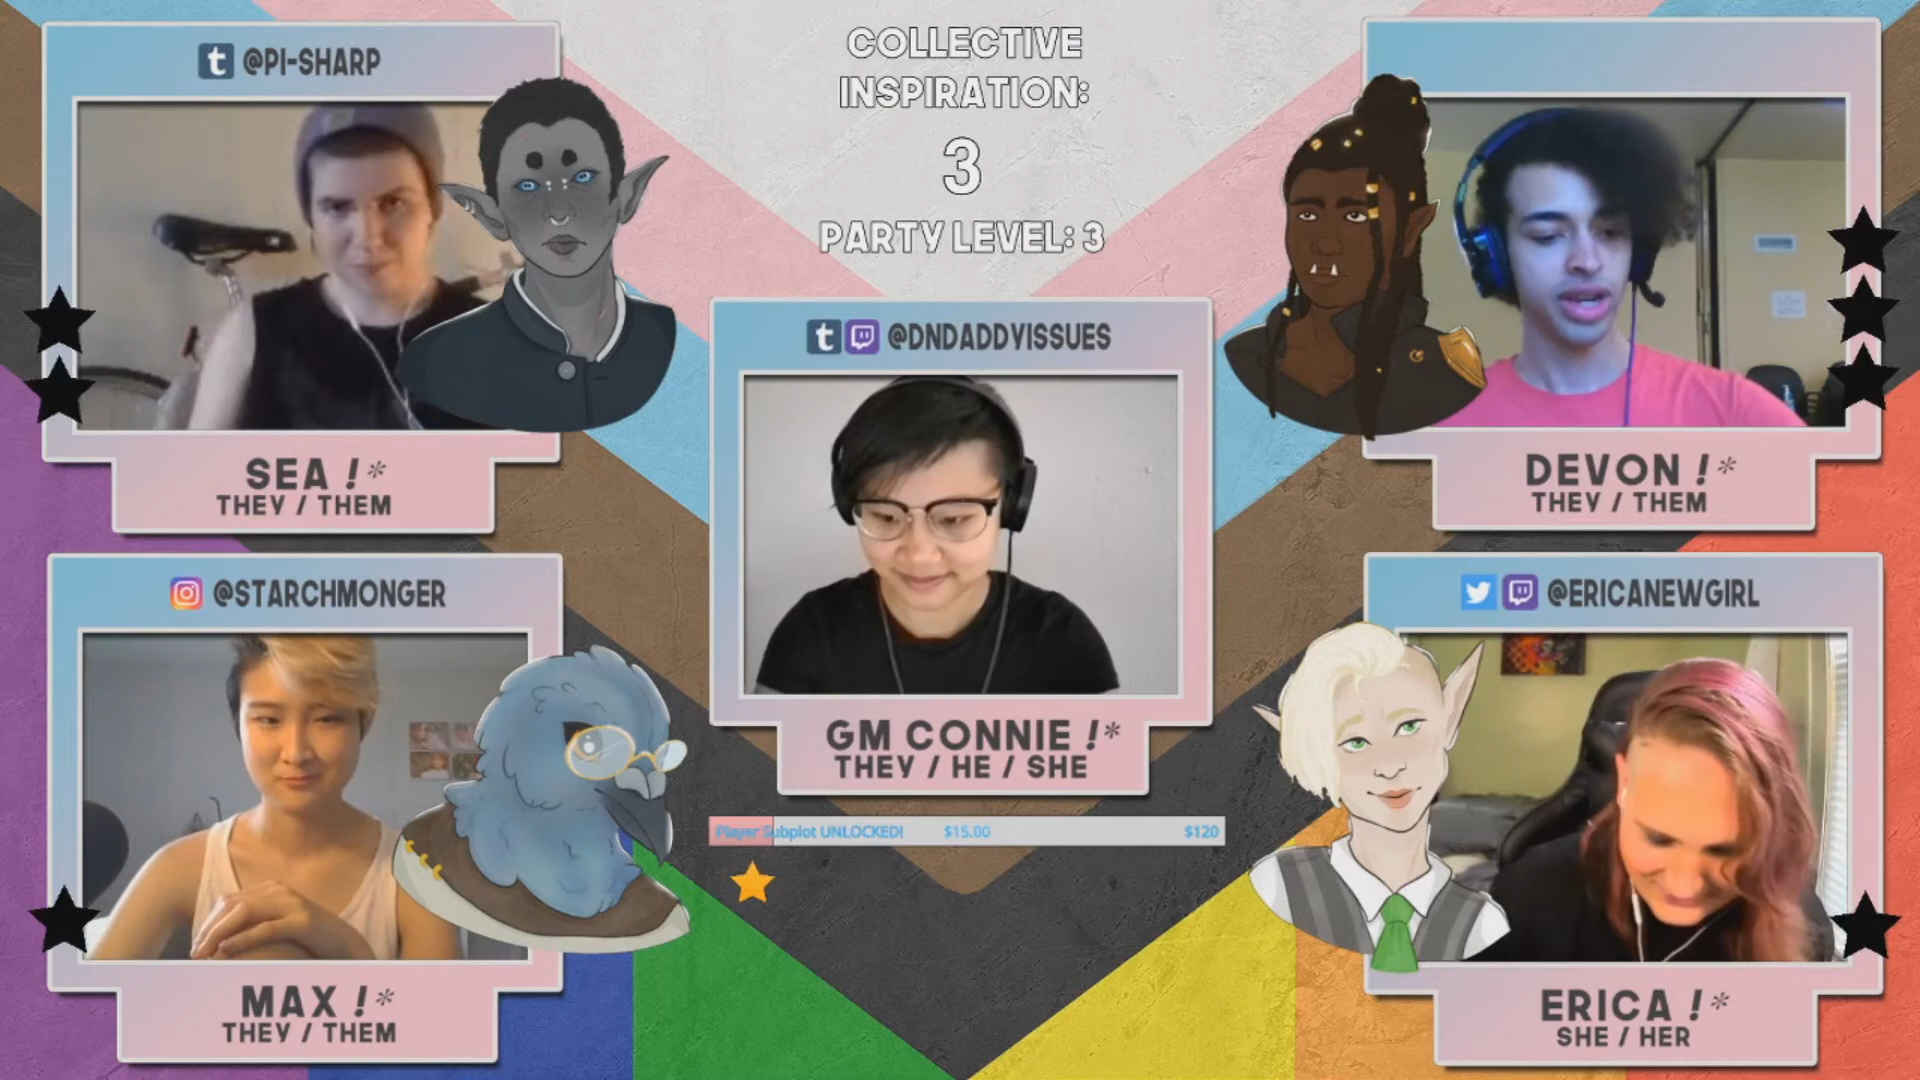 @PI-SHARP
SEA !*
THEY / THEM
COLLECTIVE
INSPIRATION:
3
PARTY LEVEL: 3
DEVON !*
THEY / THEM
@DNDADDYISSUES
GM CONNIE !*
THEY / HE / SHE
Player Subplot UNLOCKED! $15.00 $120
@STARCHMONGER
MAX !*
THEY / THEM
@ERICANEWGIRL
ERICA !*
SHE / HER